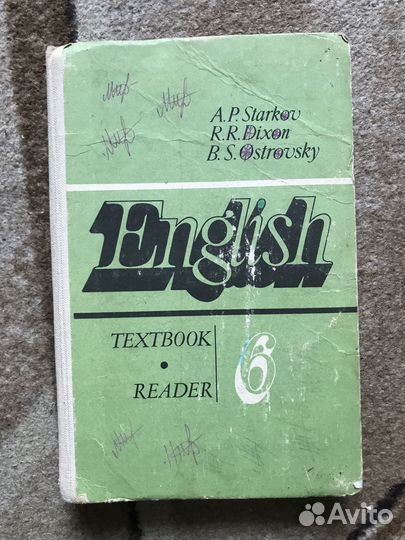 A.P. Starkov
R.R. Dixon
B.S. Ostrovsky
English
TEXTBOOK
•
READER
6
Avito